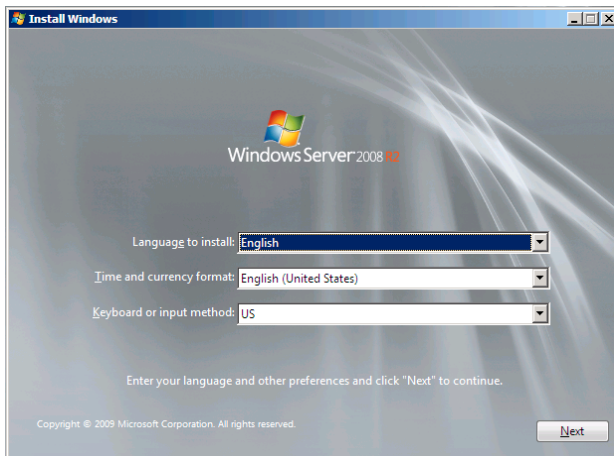 Install Windows
Windows Server 2008 R2
Language to install: English
Time and currency format: English (United States)
Keyboard or input method: US
Enter your language and other preferences and click "Next" to continue.
Copyright © 2009 Microsoft Corporation. All rights reserved.
Next